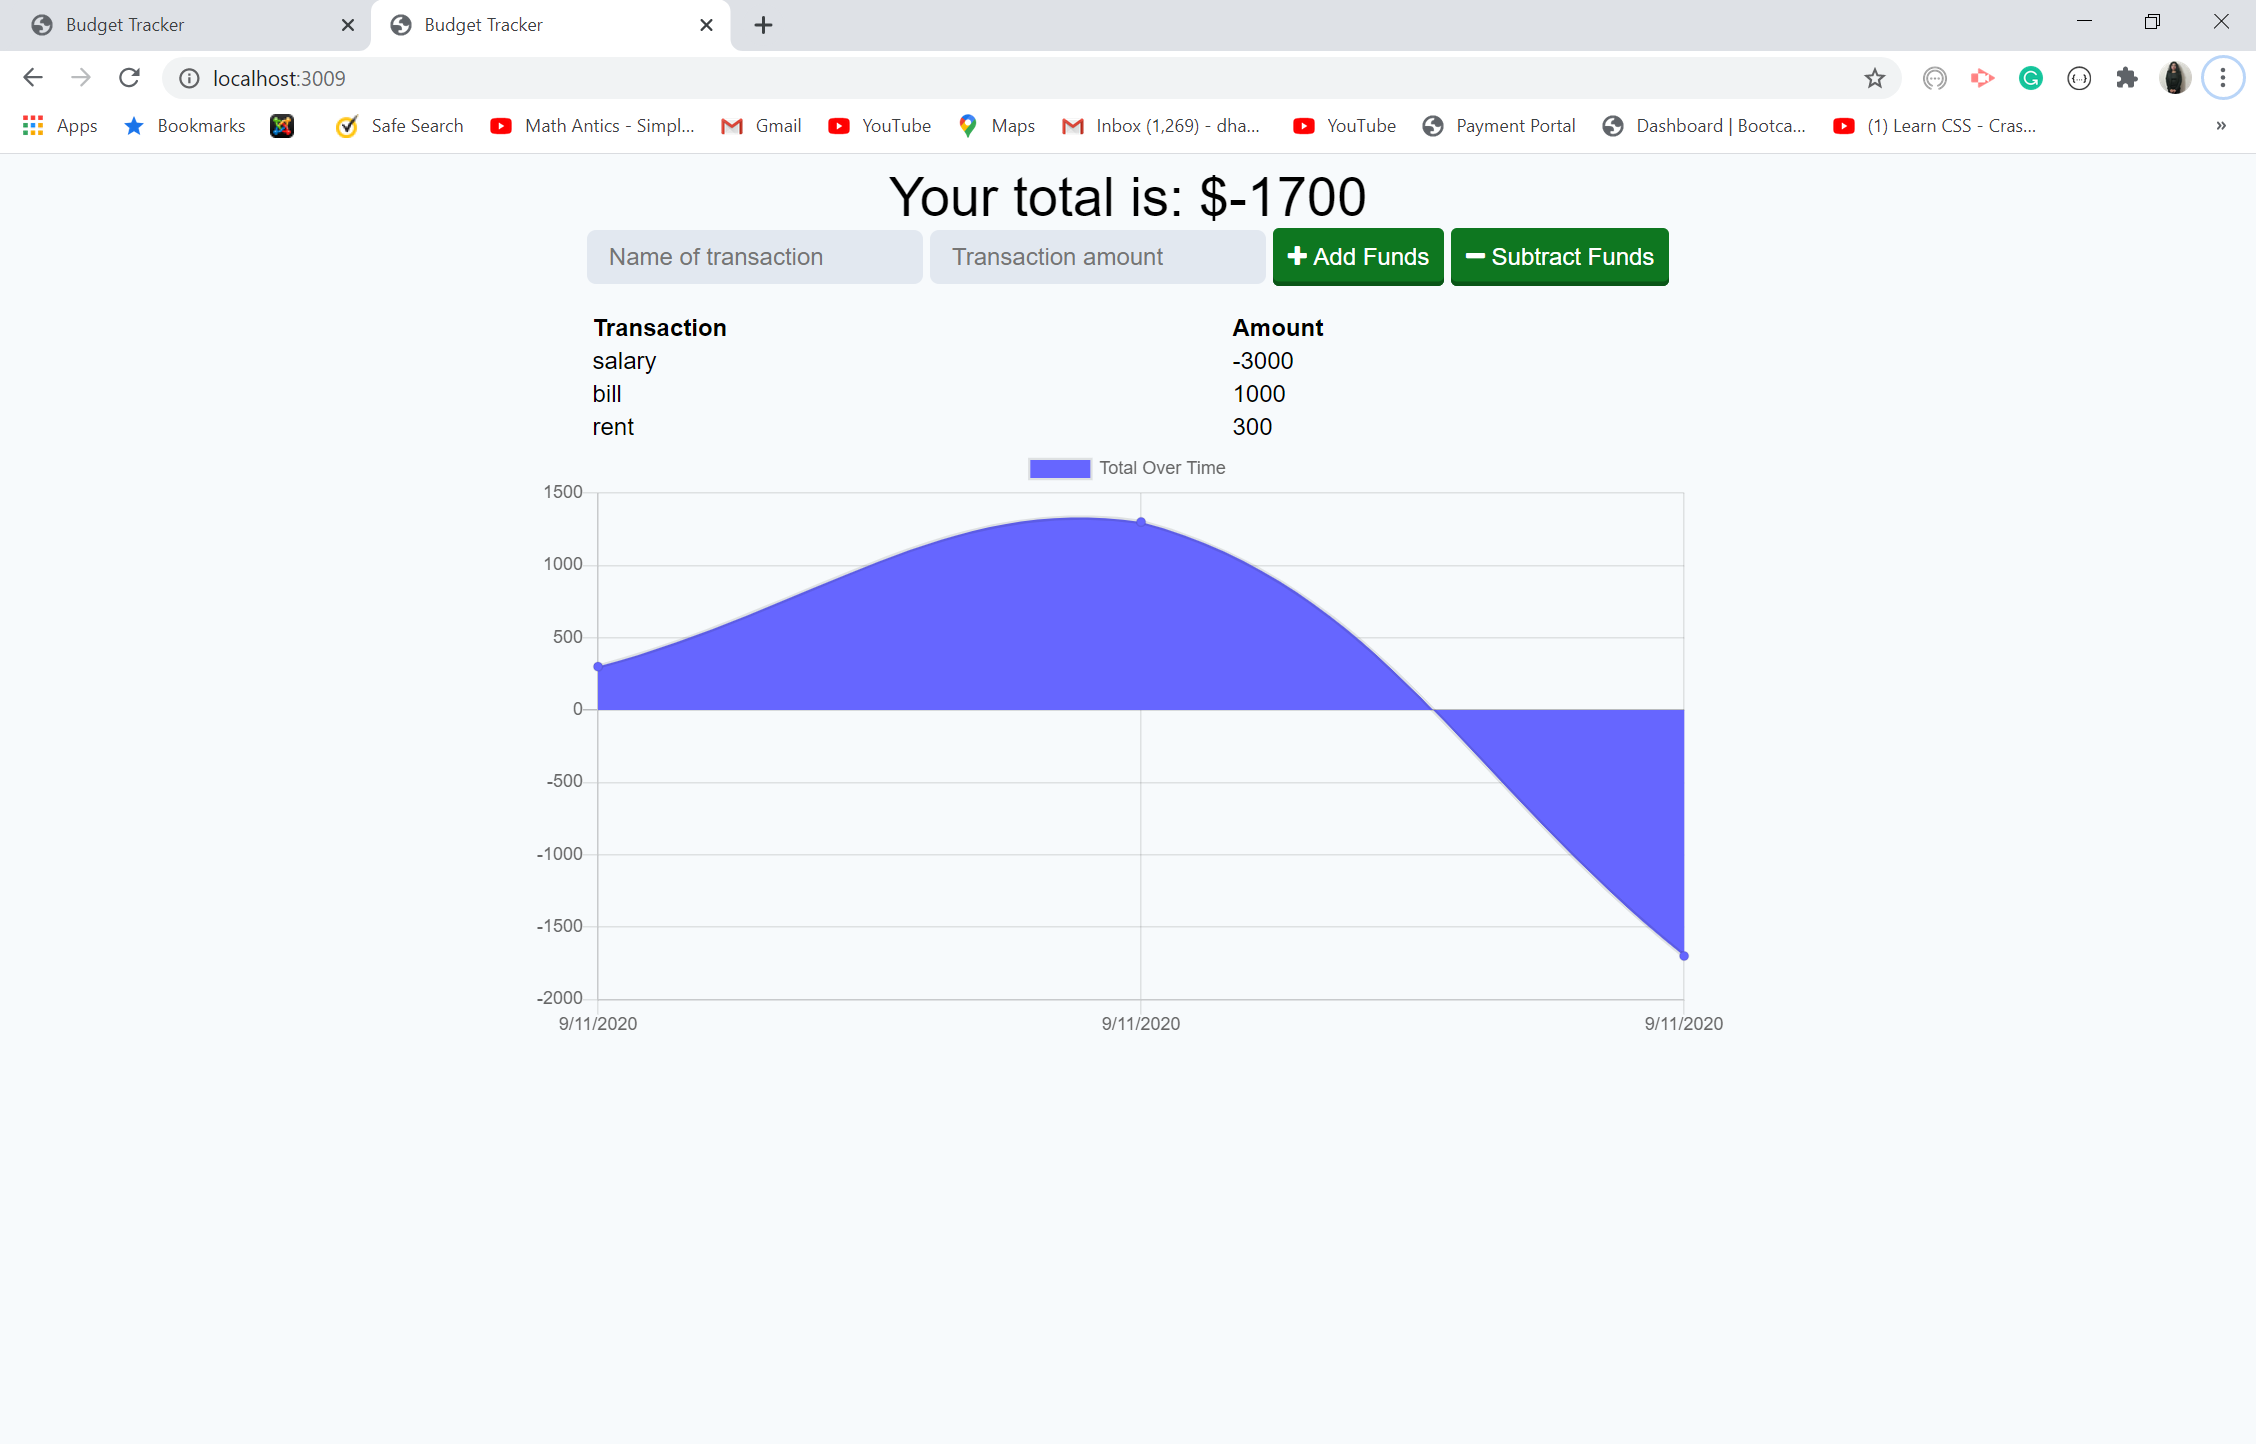 Budget Tracker
Budget Tracker
localhost:3009
Apps Bookmarks Safe Search Math Antics - Simpl... Gmail YouTube Maps Inbox (1,269) - dha... YouTube Payment Portal Dashboard | Bootca... (1) Learn CSS - Cras... »
Your total is: $-1700
Name of transaction Transaction amount Add Funds Subtract Funds
Transaction Amount
salary -3000
bill 1000
rent 300
Total Over Time
1500
1000
500
0
-500
-1000
-1500
-2000
9/11/2020 9/11/2020 9/11/2020